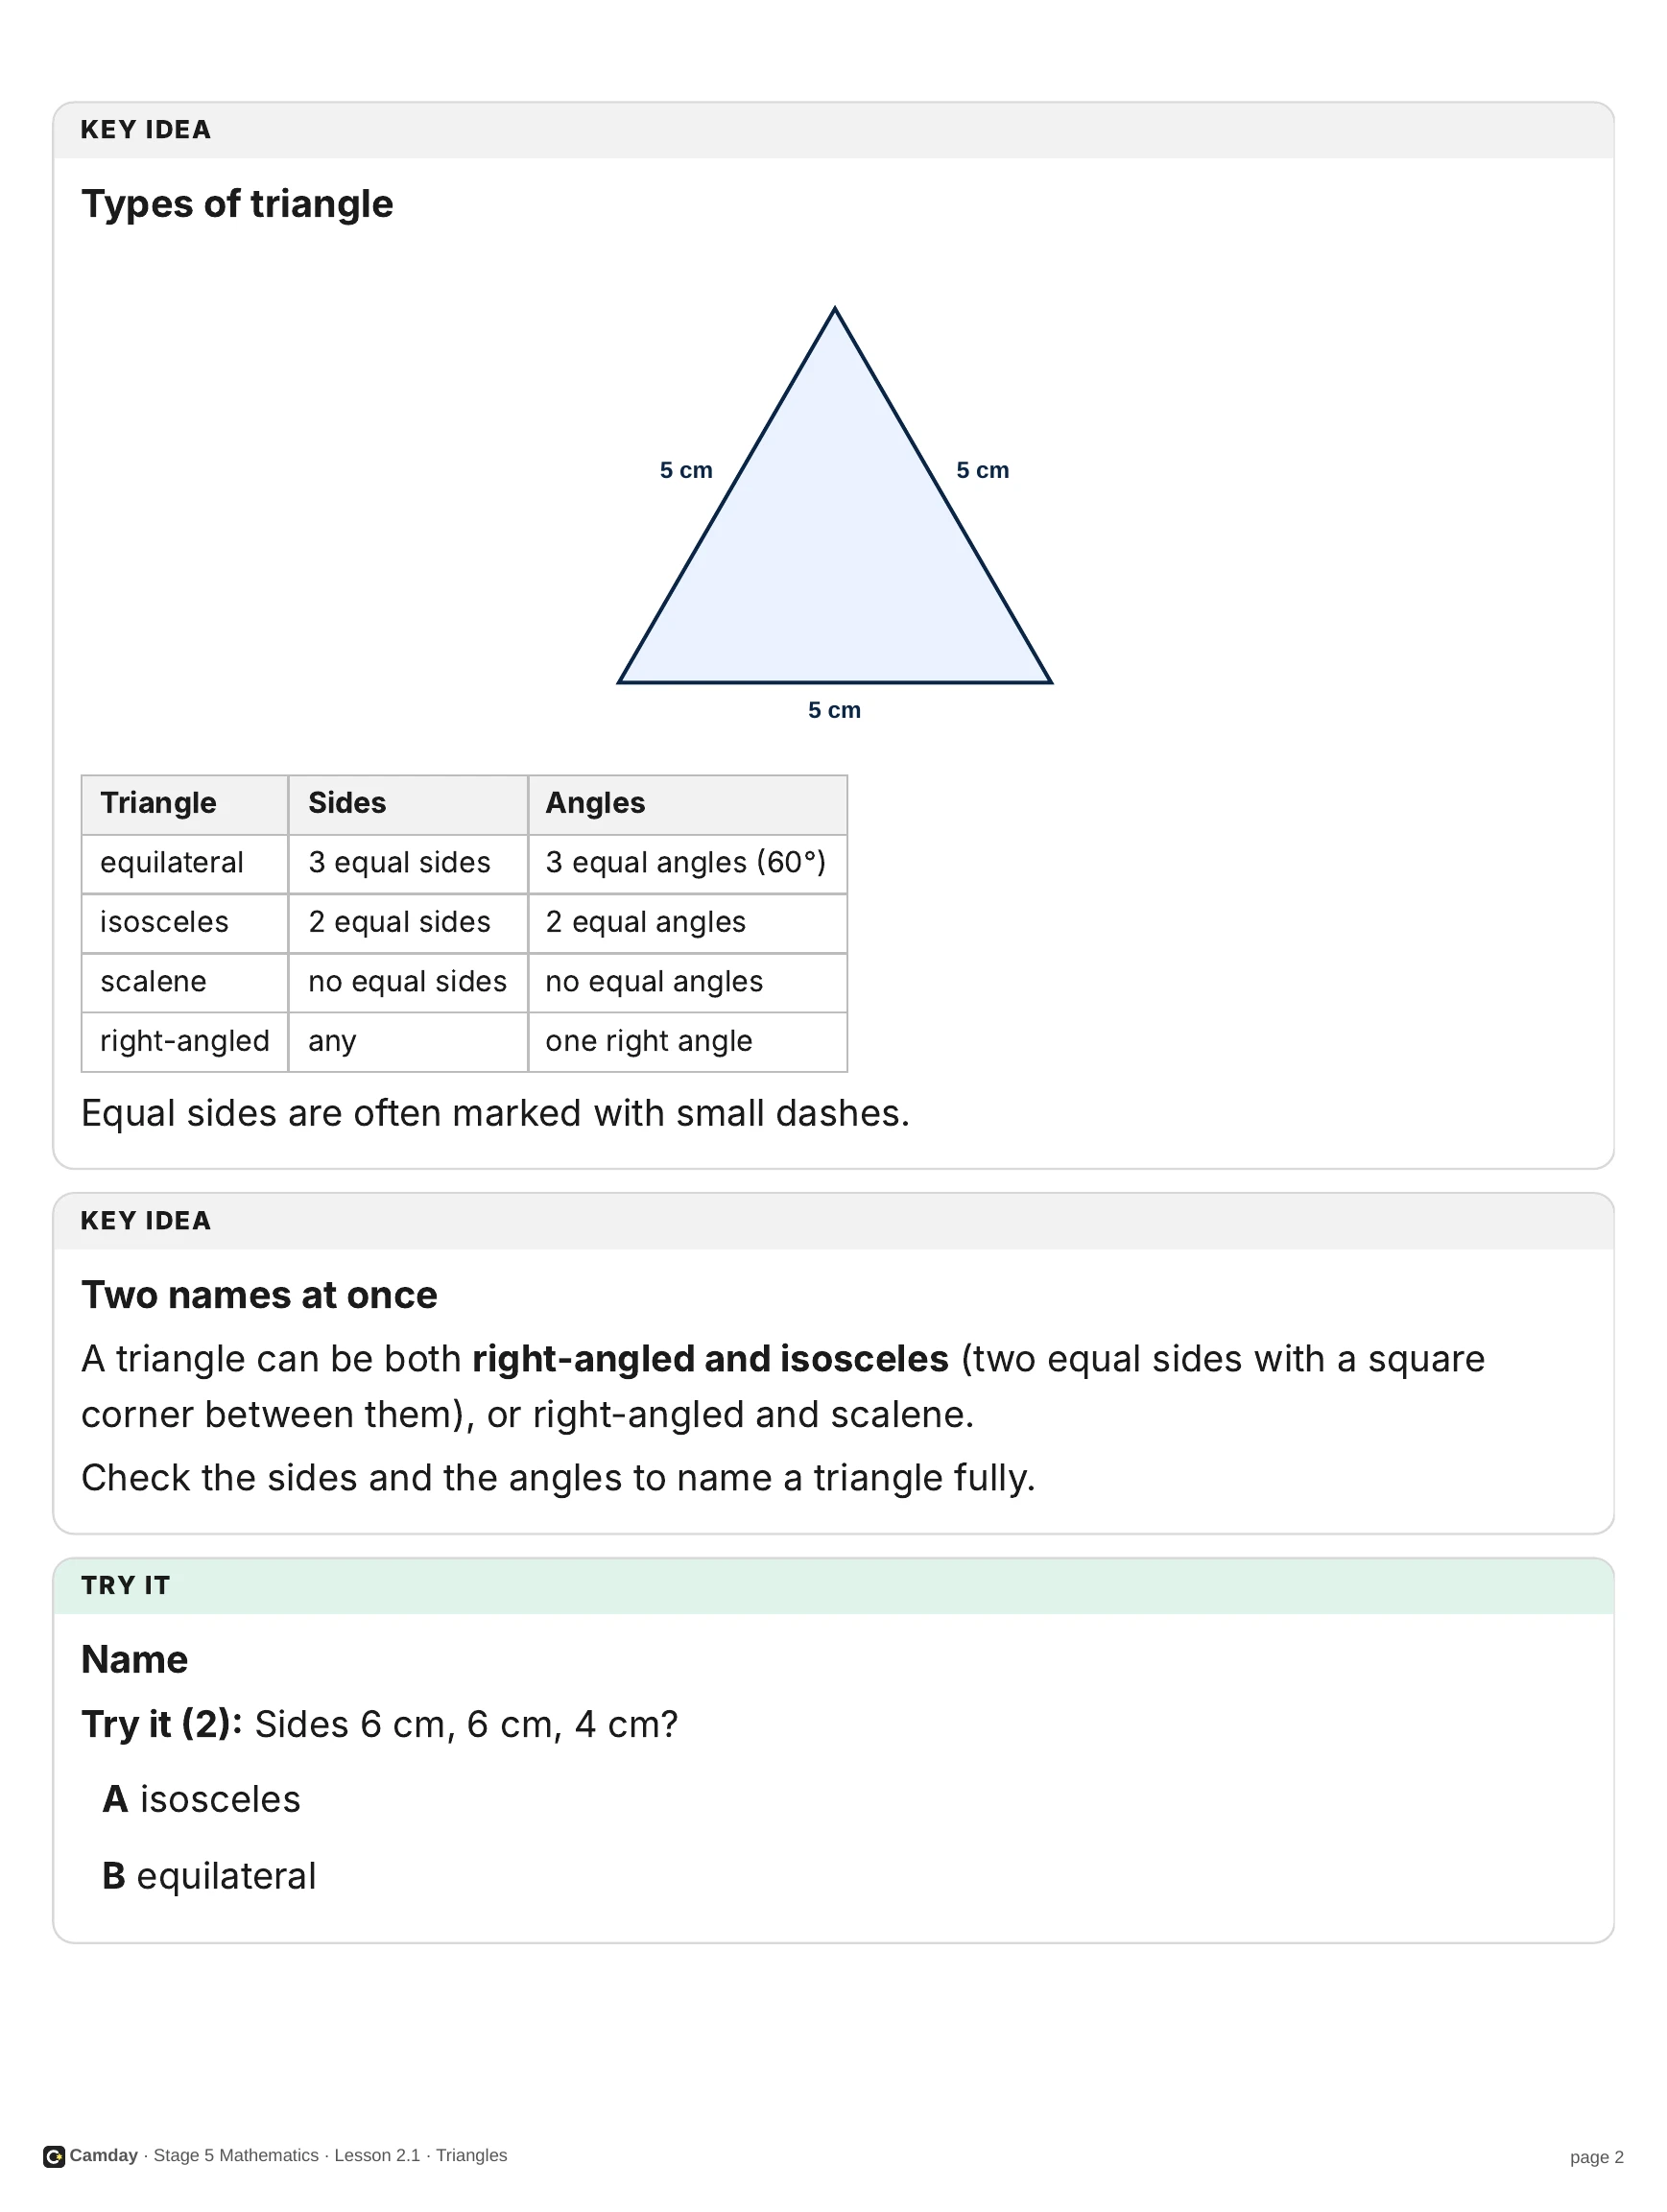 KEY IDEA
Types of triangle
5 cm
5 cm
5 cm
Triangle Sides Angles
equilateral 3 equal sides 3 equal angles (60°)
isosceles 2 equal sides 2 equal angles
scalene no equal sides no equal angles
right-angled any one right angle
Equal sides are often marked with small dashes.
KEY IDEA
Two names at once
A triangle can be both right-angled and isosceles (two equal sides with a square
corner between them), or right-angled and scalene.
Check the sides and the angles to name a triangle fully.
TRY IT
Name
Try it (2): Sides 6 cm, 6 cm, 4 cm?
A isosceles
B equilateral
Camday · Stage 5 Mathematics · Lesson 2.1 · Triangles
page 2